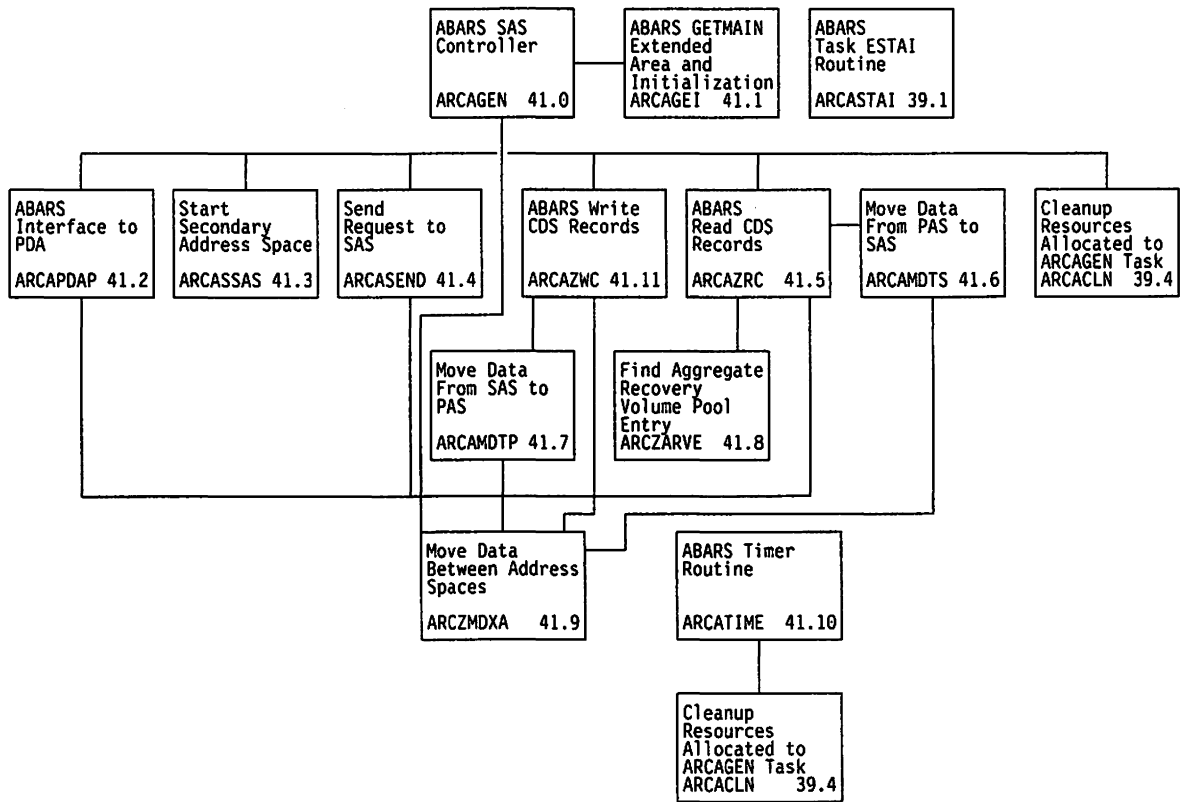 ABARS SAS
Controller
ARCAGEN 41.0
ABARS GETMAIN
Extended
Area and
Initialization
ARCAGEI 41.1
ABARS
Task ESTAI
Routine
ARCASTAI 39.1
ABARS
Interface to
PDA
ARCAPDAP 41.2
Start
Secondary
Address Space
ARCASSAS 41.3
Send
Request to
SAS
ARCASEND 41.4
ABARS Write
CDS Records
ARCAZWC 41.11
ABARS
Read CDS
Records
ARCAZRC 41.5
Move Data
From PAS to
SAS
ARCAMDTS 41.6
Cleanup
Resources
Allocated to
ARCAGEN Task
ARCACLN 39.4
Move Data
From SAS to
PAS
ARCAMDTP 41.7
Find Aggregate
Recovery
Volume Pool
Entry
ARCZARVE 41.8
Move Data
Between Address
Spaces
ARCZMDXA 41.9
ABARS Timer
Routine
ARCATIME 41.10
Cleanup
Resources
Allocated to
ARCAGEN Task
ARCACLN 39.4